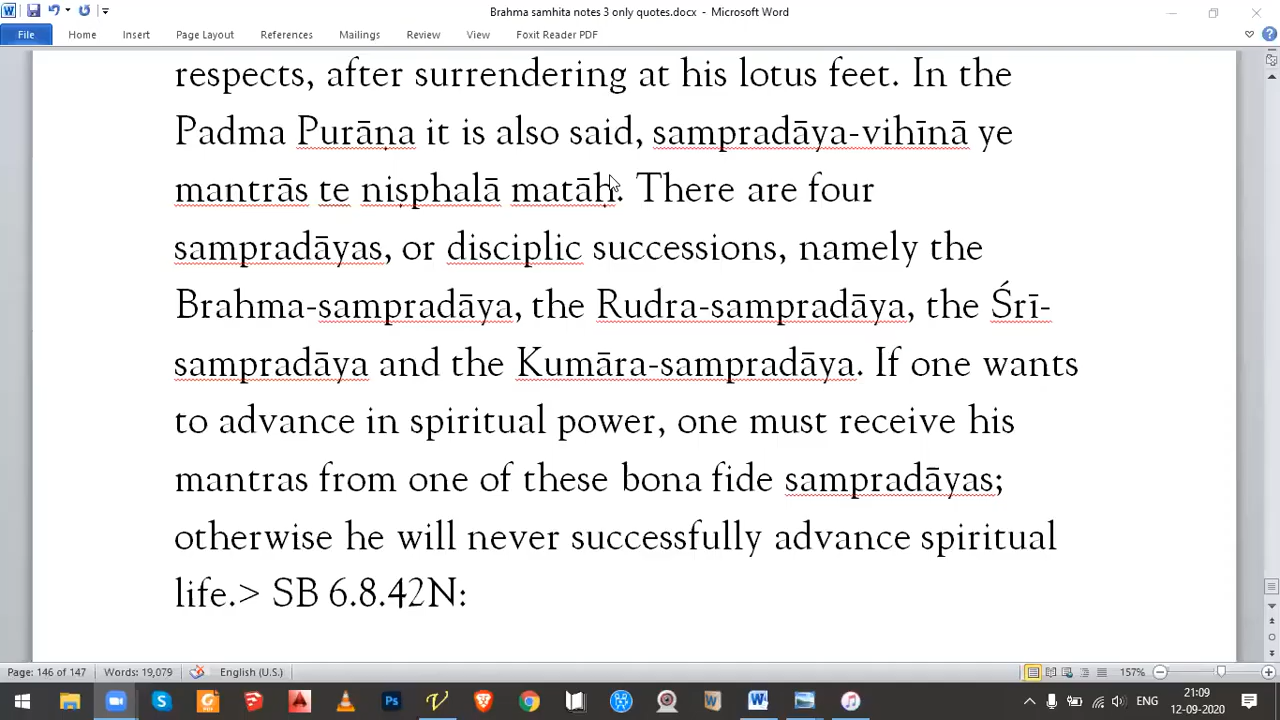 Brahma samhita notes 3 only quotes.docx - Microsoft Word
File Home Insert Page Layout References Mailings Review View Foxit Reader PDF
respects, after surrendering at his lotus feet. In the
Padma Purāṇa it is also said, sampradāya-vihīnā ye
mantrās te niṣphalā matāḥ. There are four
sampradāyas, or disciplic successions, namely the
Brahma-sampradāya, the Rudra-sampradāya, the Śrī-
sampradāya and the Kumāra-sampradāya. If one wants
to advance in spiritual power, one must receive his
mantras from one of these bona fide sampradāyas;
otherwise he will never successfully advance spiritual
life.> SB 6.8.42N:
Page: 146 of 147 Words: 19,079 English (U.S.) 157%
ENG 21:09
12-09-2020